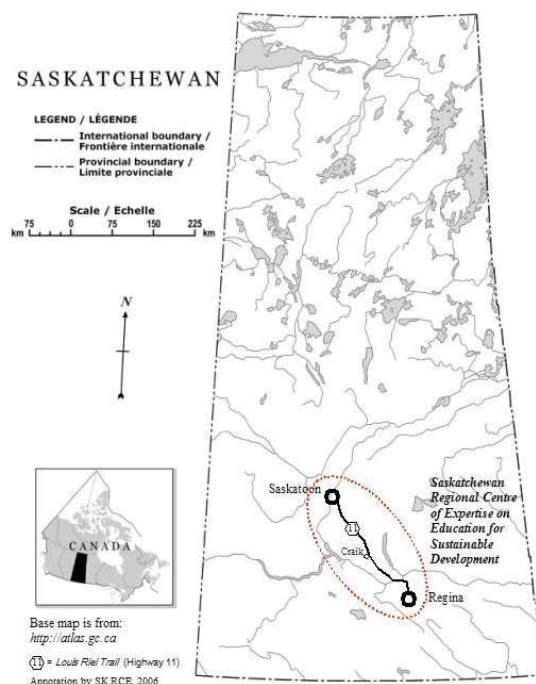 SASKATCHEWAN
LEGEND / LÉGENDE
International boundary /
Frontière internationale
Provincial boundary /
Limite provinciale
Scale / Echelle
75 0 75 150 225
km km
N
Saskatoon
11
Craik
Regina
Saskatchewan
Regional Centre
of Expertise on
Education for
Sustainable
Development
CANADA
Base map is from:
http://atlas.gc.ca
11 = Louis Riel Trail (Highway 11)
Annotation by SK RCE, 2006